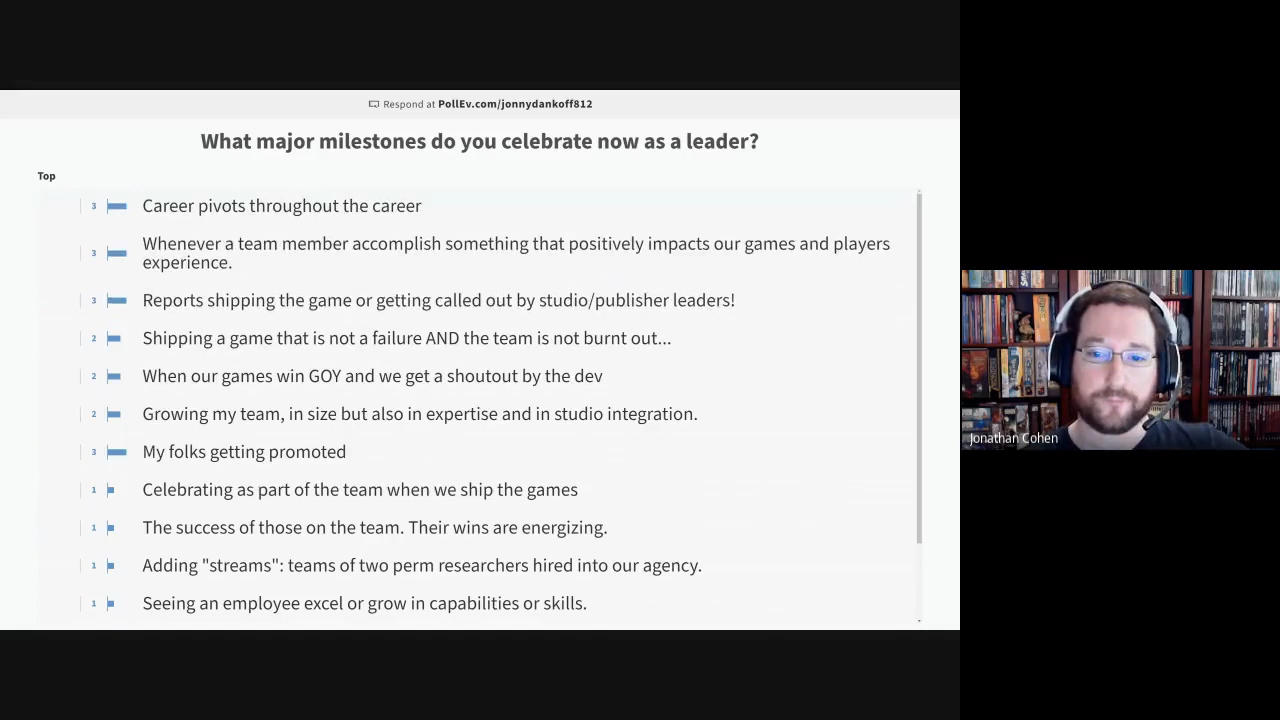 Respond at PollEv.com/jonnydankoff812
What major milestones do you celebrate now as a leader?
Top
3 Career pivots throughout the career
3 Whenever a team member accomplish something that positively impacts our games and players
experience.
3 Reports shipping the game or getting called out by studio/publisher leaders!
2 Shipping a game that is not a failure AND the team is not burnt out...
2 When our games win GOY and we get a shoutout by the dev
2 Growing my team, in size but also in expertise and in studio integration.
3 My folks getting promoted
1 Celebrating as part of the team when we ship the games
1 The success of those on the team. Their wins are energizing.
1 Adding "streams": teams of two perm researchers hired into our agency.
1 Seeing an employee excel or grow in capabilities or skills.
Jonathan Cohen